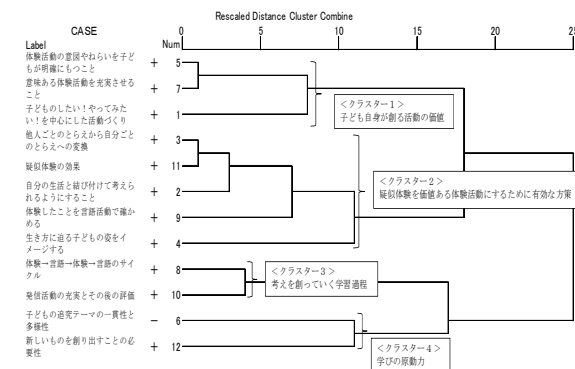 Rescaled Distance Cluster Combine
CASE 0 5 10 15 20 25
Label Num
体験活動の意図やねらいを子ど
もが明確にもつこと + 5
意味ある体験活動を充実させる
こと + 7
子どものしたい！やってみた
い！を中心にした活動づくり + 1
＜クラスター１＞
子ども自身が創る活動の価値
他人ごとのとらえから自分ごと
のとらえへの変換 + 3
疑似体験の効果 + 11
自分の生活と結び付けて考えら
れるようにすること + 2
＜クラスター２＞
疑似体験を価値ある体験活動にするために有効な方策
体験したことを言語活動で確か
める + 9
生き方に迫る子どもの姿をイ
メージする + 4
体験→言語→体験→言語のサイ
クル + 8
＜クラスター３＞
考えを創っていく学習過程
発信活動の充実とその後の評価 + 10
子どもの追究テーマの一貫性と
多様性 － 6
新しいものを創り出すことの必
要性 + 12
＜クラスター４＞
学びの原動力